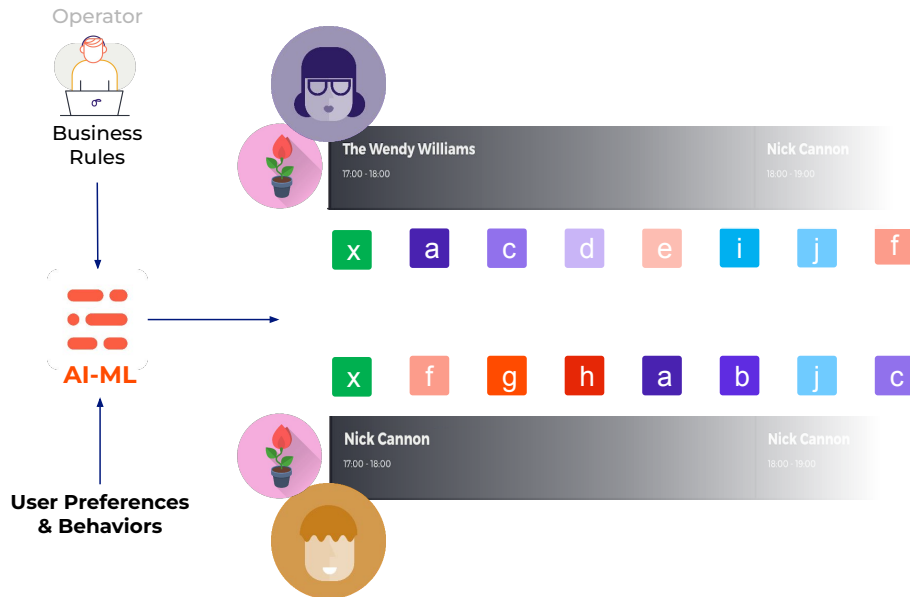 Operator
Business
Rules
AI-ML
User Preferences
& Behaviors
The Wendy Williams
17:00 - 18:00
Nick Cannon
18:00 - 19:00
x a c d e i j f
x f g h a b j c
Nick Cannon
17:00 - 18:00
Nick Cannon
18:00 - 19:00